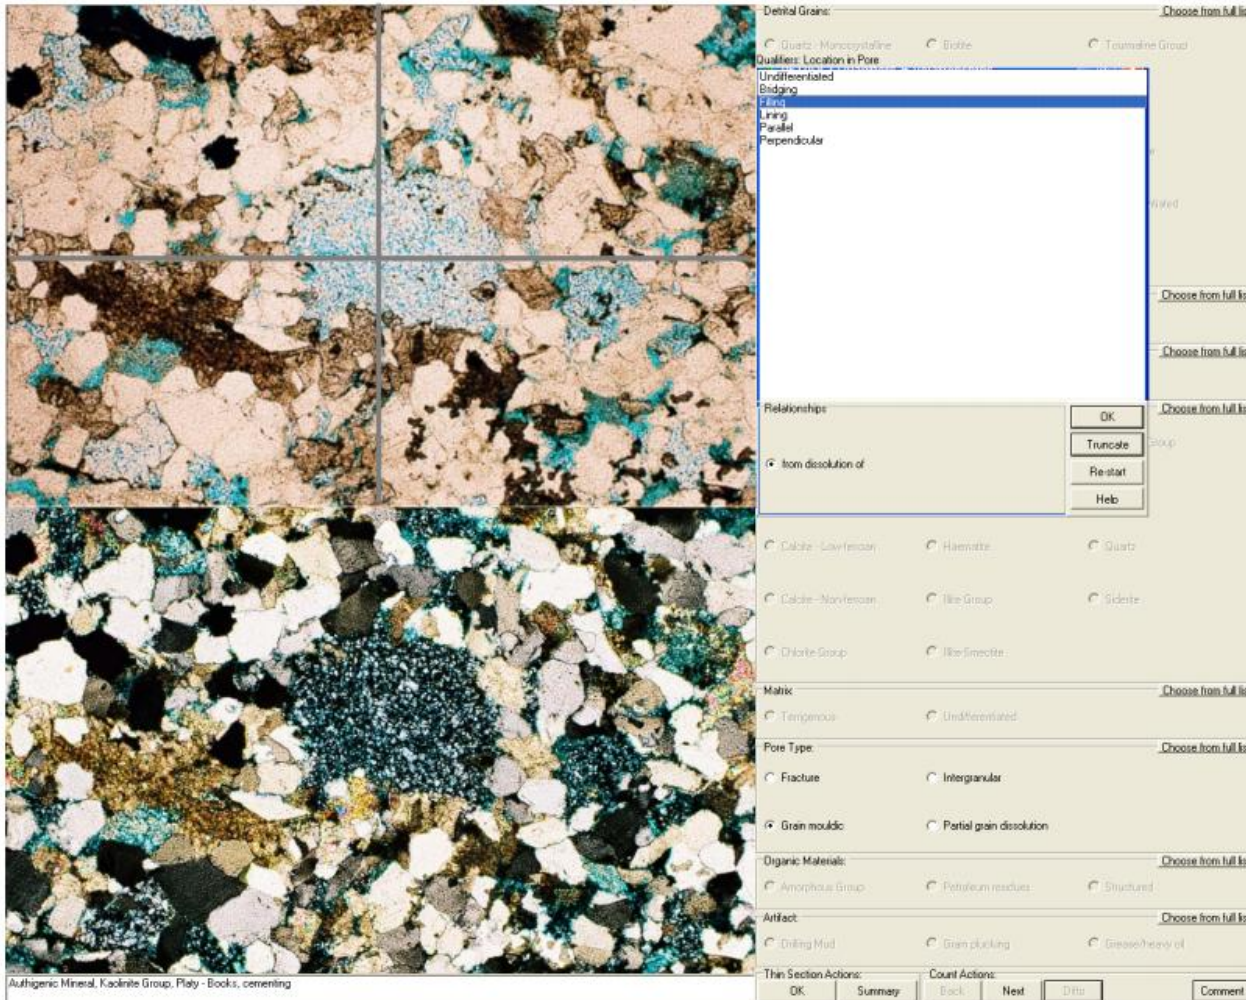 Detrital Grains: Choose from full lis
Quartz - Monocrystalline Biotite Tourmaline Group
Qualifiers: Location in Pore
Undifferentiated
Bridging
Filling
Lining
Parallel
Perpendicular
Choose from full lis
Choose from full lis
Relationships
Choose from full lis
OK
Truncate
from dissolution of
Re-start
Help
Calcite - Low-ferroan Haematite Quartz
Calcite - Non-ferroan Illite Group Siderite
Chlorite Group Illite-Smectite
Matrix Choose from full lis
Terrigenous Undifferentiated
Pore Type: Choose from full lis
Fracture Intergranular
Grain mouldic Partial grain dissolution
Organic Materials: Choose from full lis
Amorphous Group Petroleum residues Structured
Artifact: Choose from full lis
Drilling Mud Grain plucking Grease/heavy oil
Thin Section Actions: Count Actions:
OK Summary Back Next Ditto Comment
Authigenic Mineral, Kaolinite Group, Platy - Books, cementing